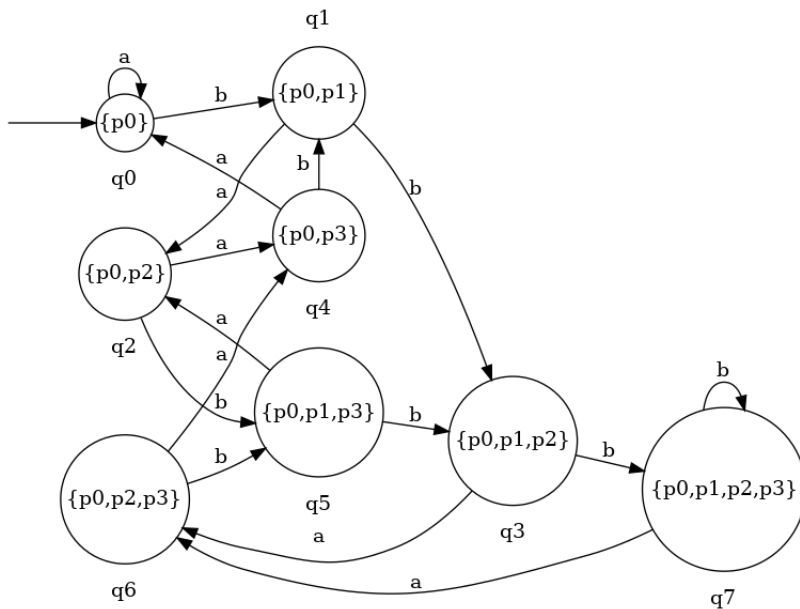 q1
a
b
{p0,p1}
{p0}
a
b
q0
a
b
{p0,p3}
a
{p0,p2}
q4
q2
a
a
b
b
{p0,p1,p3}
b
{p0,p1,p2}
b
b
{p0,p2,p3}
b
{p0,p1,p2,p3}
q5
q3
a
q6
a
q7